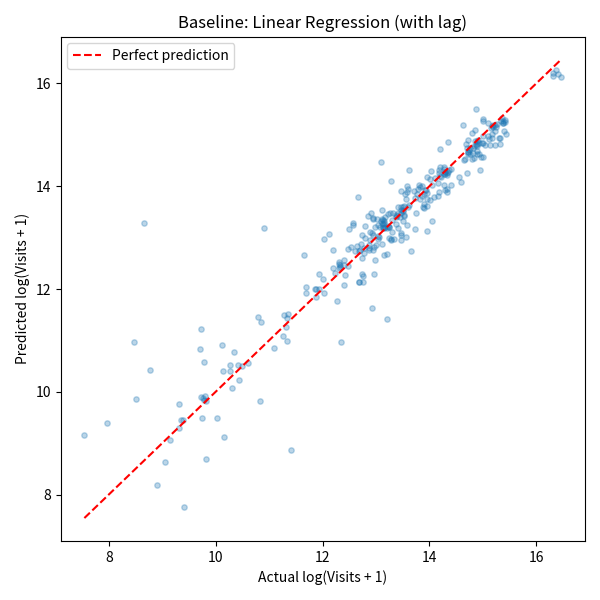 Baseline: Linear Regression (with lag)
Perfect prediction
Predicted log(Visits + 1)
16
14
12
10
8
8 10 12 14 16
Actual log(Visits + 1)